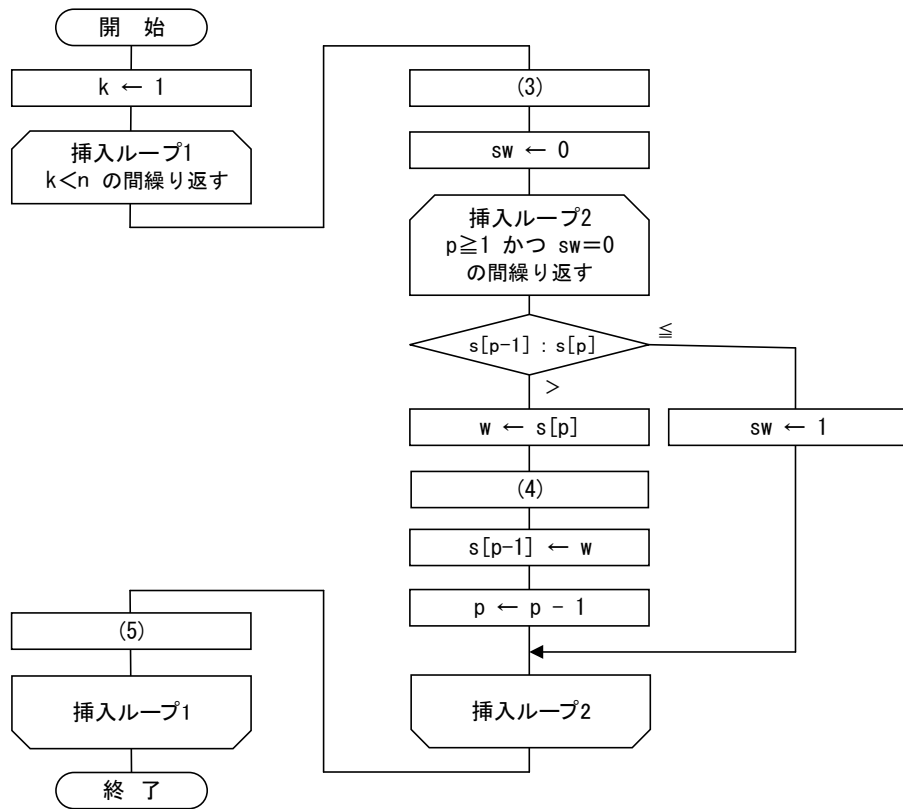 開 始
k ← 1
挿入ループ1
k＜n の間繰り返す
(3)
sw ← 0
挿入ループ2
p≧1 かつ sw＝0
の間繰り返す
s[p-1] : s[p]
≦
＞
w ← s[p]
sw ← 1
(4)
s[p-1] ← w
p ← p - 1
挿入ループ2
(5)
挿入ループ1
終 了